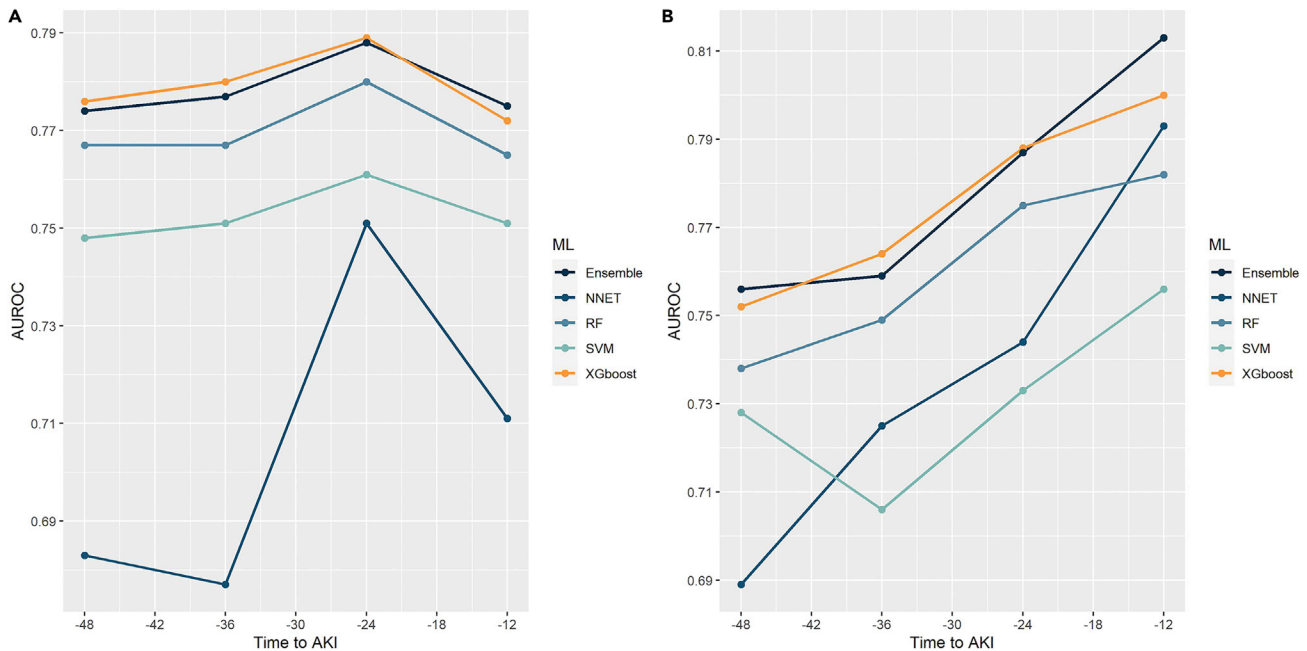 A
0.79
0.77
0.75
0.73
0.71
0.69
AUROC
-48 -42 -36 -30 -24 -18 -12
Time to AKI
ML
Ensemble
NNET
RF
SVM
XGboost
B
0.81
0.79
0.77
0.75
0.73
0.71
0.69
AUROC
-48 -42 -36 -30 -24 -18 -12
Time to AKI
ML
Ensemble
NNET
RF
SVM
XGboost